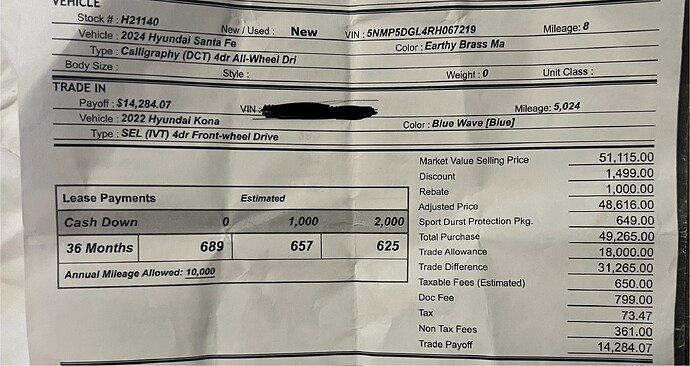 VEHICLE
Stock # : H21140 New / Used : New VIN : 5NMP5DGL4RH067219 Mileage: 8
Vehicle : 2024 Hyundai Santa Fe Color : Earthy Brass Ma
Type : Calligraphy (DCT) 4dr All-Wheel Dri
Body Size : Style : Weight : 0 Unit Class :
TRADE IN
Payoff : $14,284.07 VIN : Mileage: 5,024
Vehicle : 2022 Hyundai Kona Color : Blue Wave [Blue]
Type : SEL (IVT) 4dr Front-wheel Drive
Lease Payments Estimated
Cash Down 0 1,000 2,000
36 Months 689 657 625
Annual Mileage Allowed: 10,000
Market Value Selling Price 51,115.00
Discount 1,499.00
Rebate 1,000.00
Adjusted Price 48,616.00
Sport Durst Protection Pkg. 649.00
Total Purchase 49,265.00
Trade Allowance 18,000.00
Trade Difference 31,265.00
Taxable Fees (Estimated) 650.00
Doc Fee 799.00
Tax 73.47
Non Tax Fees 361.00
Trade Payoff 14,284.07